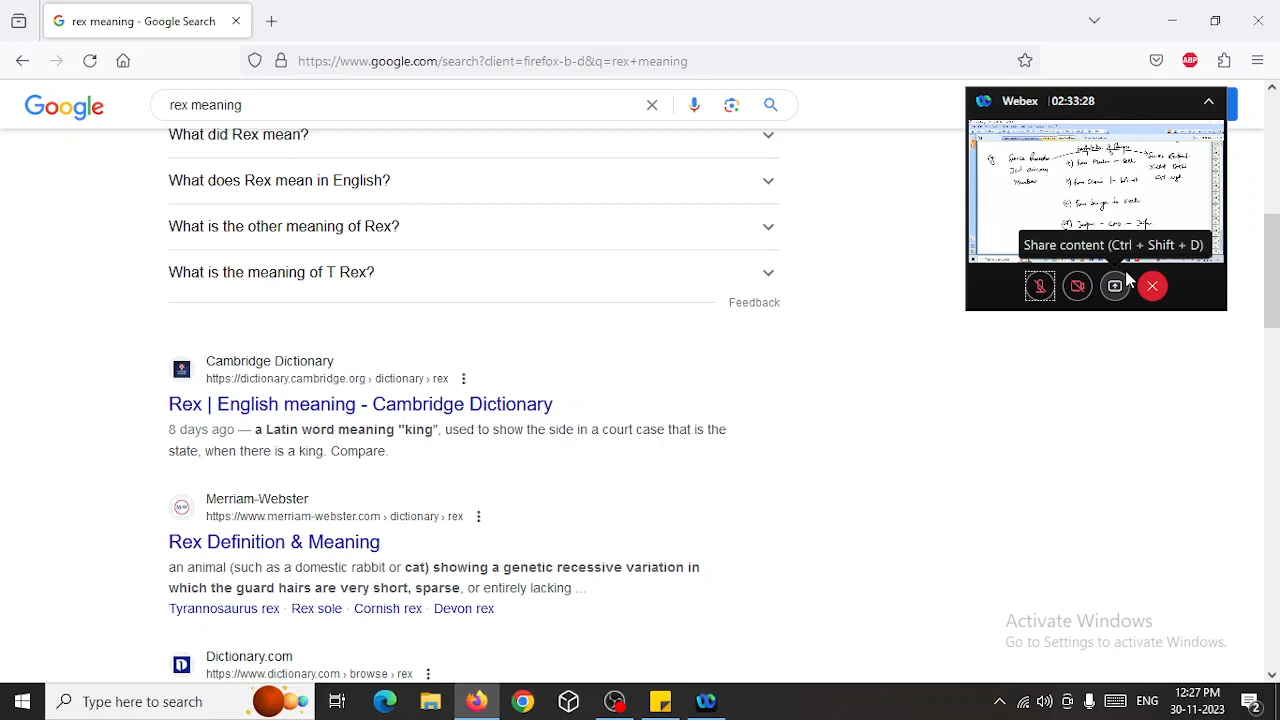 rex meaning - Google Search
https://www.google.com/search?client=firefox-b-d&q=rex+meaning
ABP
Google
rex meaning
What did Rex mean?
What does Rex mean in English?
What is the other meaning of Rex?
What is the meaning of T Rex?
Feedback
Cambridge Dictionary
https://dictionary.cambridge.org › dictionary › rex
Rex | English meaning - Cambridge Dictionary
8 days ago — a Latin word meaning "king", used to show the side in a court case that is the
state, when there is a king. Compare.
Merriam-Webster
https://www.merriam-webster.com › dictionary › rex
Rex Definition & Meaning
an animal (such as a domestic rabbit or cat) showing a genetic recessive variation in
which the guard hairs are very short, sparse, or entirely lacking ...
Tyrannosaurus rex · Rex sole · Cornish rex · Devon rex
Dictionary.com
https://www.dictionary.com › browse › rex
Webex | 02:33:28
Share content (Ctrl + Shift + D)
Activate Windows
Go to Settings to activate Windows.
Type here to search
ENG
12:27 PM
30-11-2023
2